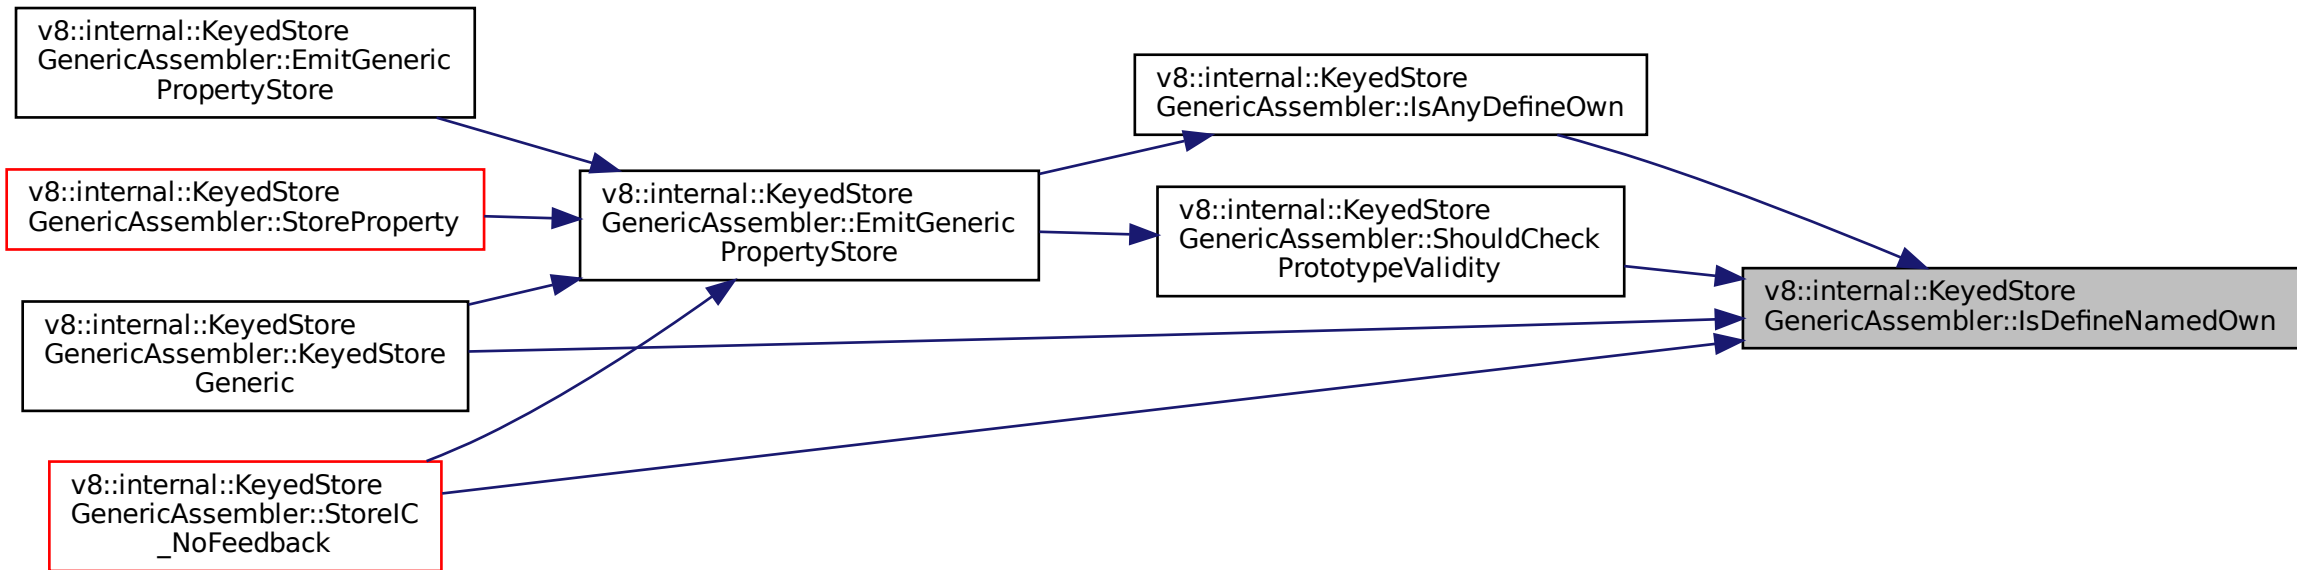 v8::internal::KeyedStore
GenericAssembler::EmitGeneric
PropertyStore
v8::internal::KeyedStore
GenericAssembler::StoreProperty
v8::internal::KeyedStore
GenericAssembler::KeyedStore
Generic
v8::internal::KeyedStore
GenericAssembler::StoreIC
_NoFeedback
v8::internal::KeyedStore
GenericAssembler::EmitGeneric
PropertyStore
v8::internal::KeyedStore
GenericAssembler::IsAnyDefineOwn
v8::internal::KeyedStore
GenericAssembler::ShouldCheck
PrototypeValidity
v8::internal::KeyedStore
GenericAssembler::IsDefineNamedOwn